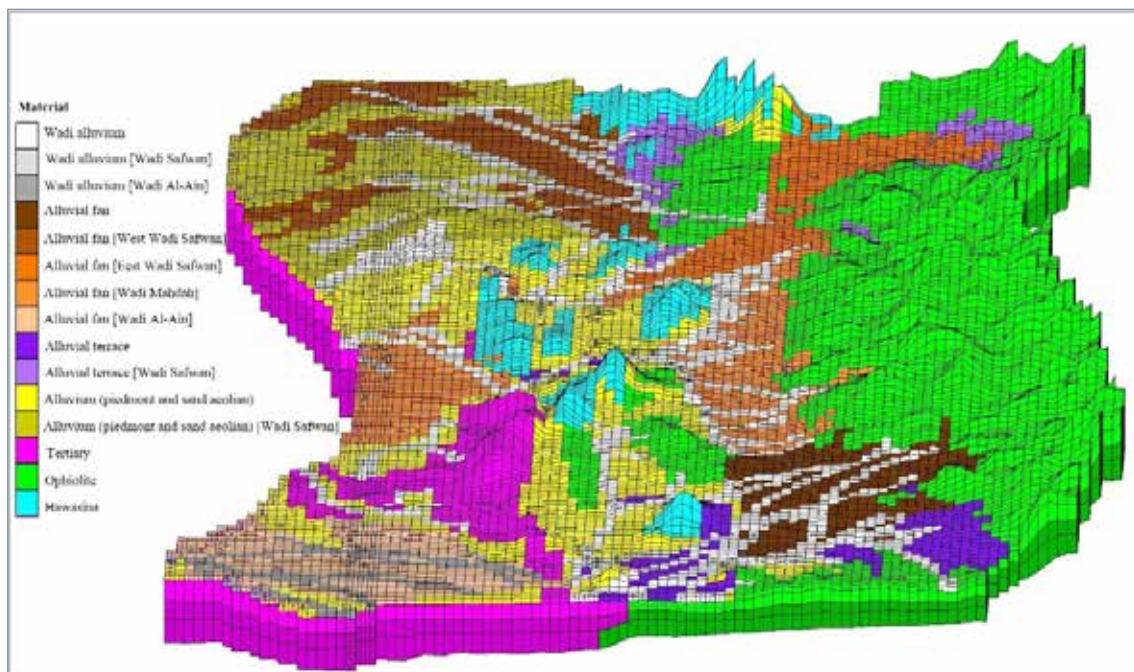 Material
Wadi alluvium
Wadi alluvium [Wadi Safwan]
Wadi alluvium [Wadi Al-Ain]
Alluvial fan
Alluvial fan [West Wadi Safwan]
Alluvial fan [East Wadi Safwan]
Alluvial fan [Wadi Mahdah]
Alluvial fan [Wadi Al-Ain]
Alluvial terrace
Alluvial terrace [Wadi Safwan]
Alluvium (piedmont and sand aeolian)
Alluvium (piedmont and sand aeolian) [Wadi Safwan]
Tertiary
Ophiolite
Hawasina